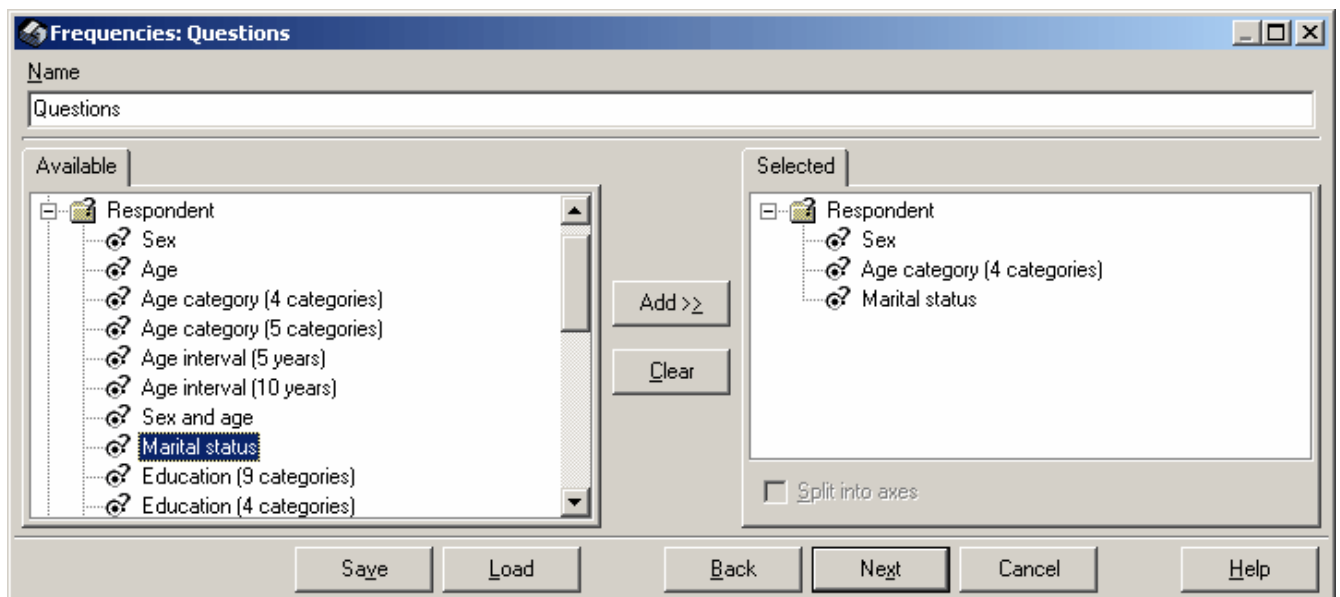 Frequencies: Questions
Name
Questions
Available
Respondent
Sex
Age
Age category (4 categories)
Age category (5 categories)
Age interval (5 years)
Age interval (10 years)
Sex and age
Marital status
Education (9 categories)
Education (4 categories)
Add >>
Clear
Selected
Respondent
Sex
Age category (4 categories)
Marital status
Split into axes
Save
Load
Back
Next
Cancel
Help